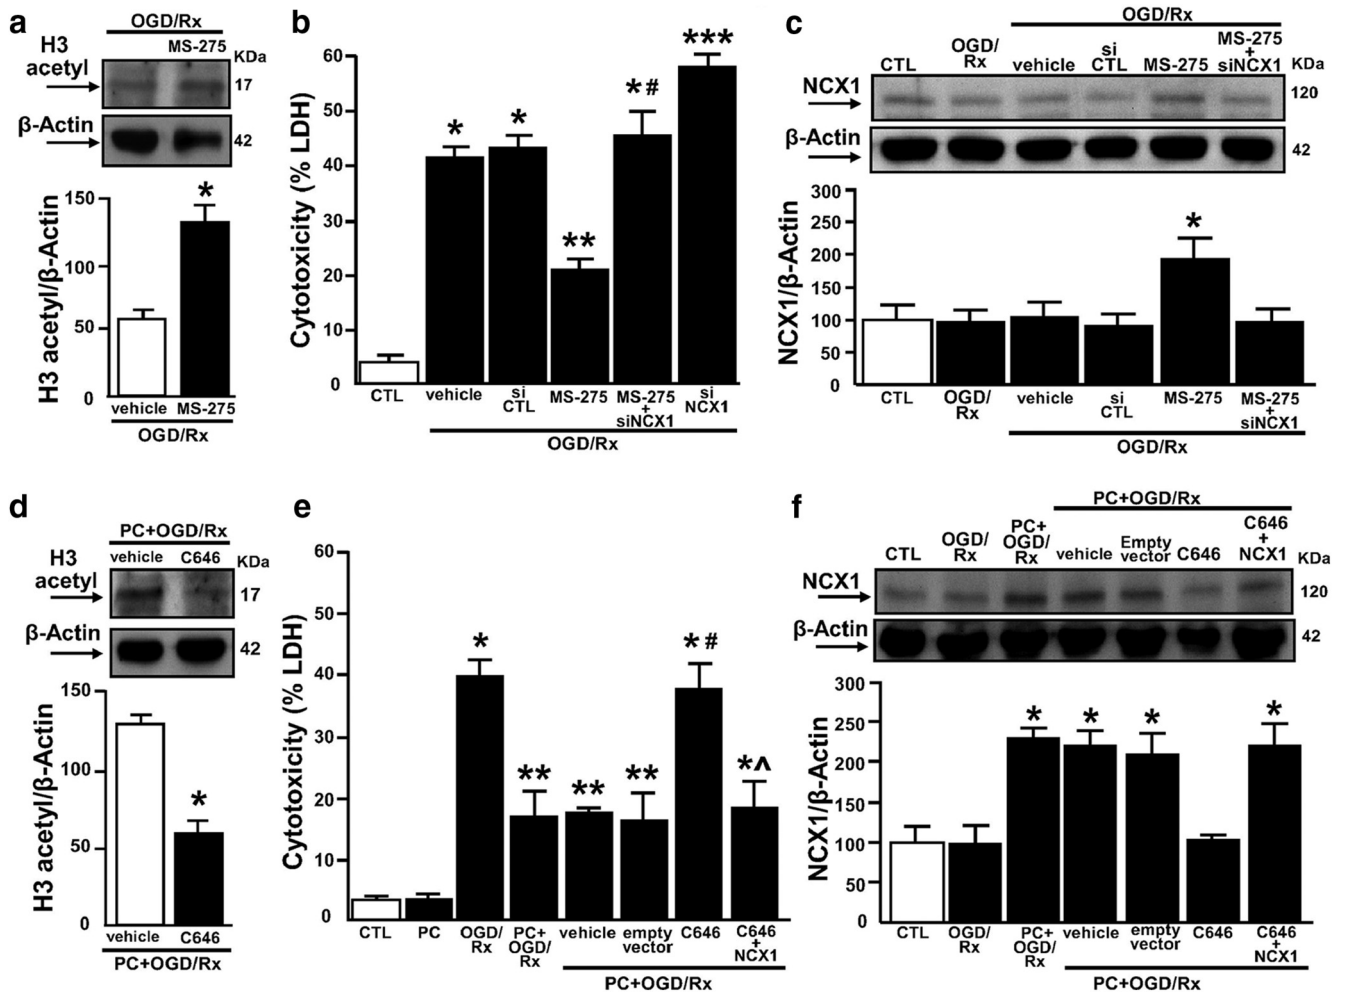 a
OGD/Rx
MS-275
H3
acetyl
KDa
17
β-Actin
42
H3 acetyl/β-Actin
150
*
100
50
0
vehicle MS-275
OGD/Rx
b
Cytotoxicity (% LDH)
60
50
40
30
20
10
0
* * ** *# ***
CTL vehicle si CTL MS-275 MS-275 + siNCX1 si NCX1
OGD/Rx
c
OGD/Rx
CTL OGD/Rx vehicle si CTL MS-275 MS-275 + siNCX1 KDa
NCX1
120
β-Actin
42
NCX1/β-Actin
300
250
200
150
100
50
0
*
CTL OGD/Rx vehicle si CTL MS-275 MS-275 + siNCX1
OGD/Rx
d
PC+OGD/Rx
vehicle C646
H3
acetyl
KDa
17
β-Actin
42
H3 acetyl/β-Actin
150
100
50
0
*
vehicle C646
PC+OGD/Rx
e
Cytotoxicity (% LDH)
60
50
40
30
20
10
0
* ** ** ** *# *^
CTL PC OGD/Rx PC+OGD/Rx vehicle empty vector C646 C646 + NCX1
PC+OGD/Rx
f
PC+OGD/Rx
CTL OGD/Rx PC+OGD/Rx vehicle Empty vector C646 C646 + NCX1 KDa
NCX1
120
β-Actin
42
NCX1/β-Actin
300
250
200
150
100
50
0
* * * *
CTL OGD/Rx PC+OGD/Rx vehicle empty vector C646 C646 + NCX1
PC+OGD/Rx